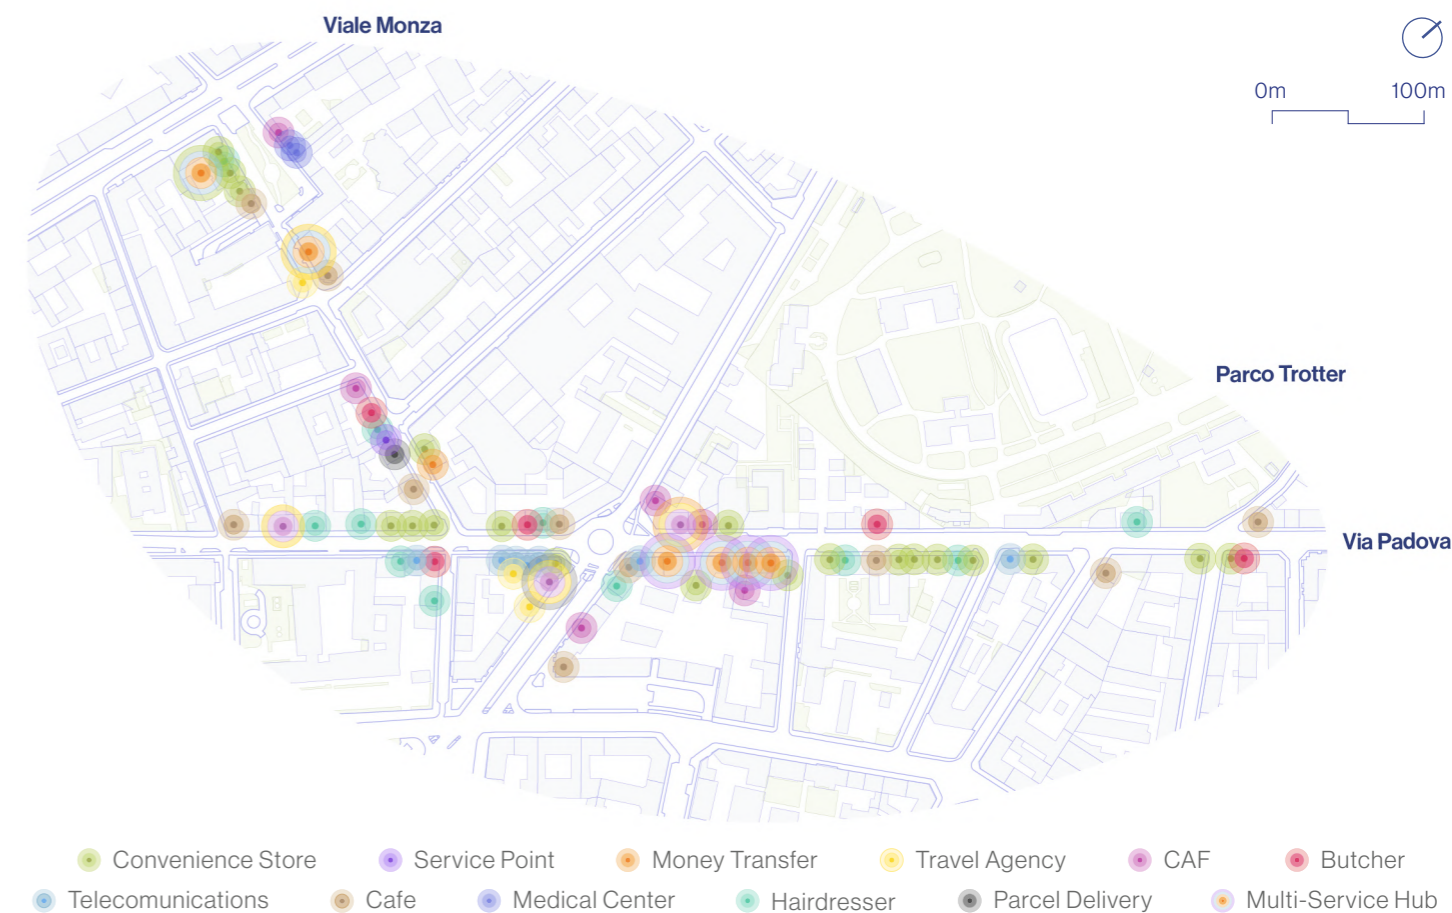 Viale Monza
0m 100m
Parco Trotter
Via Padova
Convenience Store Service Point Money Transfer Travel Agency CAF Butcher
Telecomunications Cafe Medical Center Hairdresser Parcel Delivery Multi-Service Hub